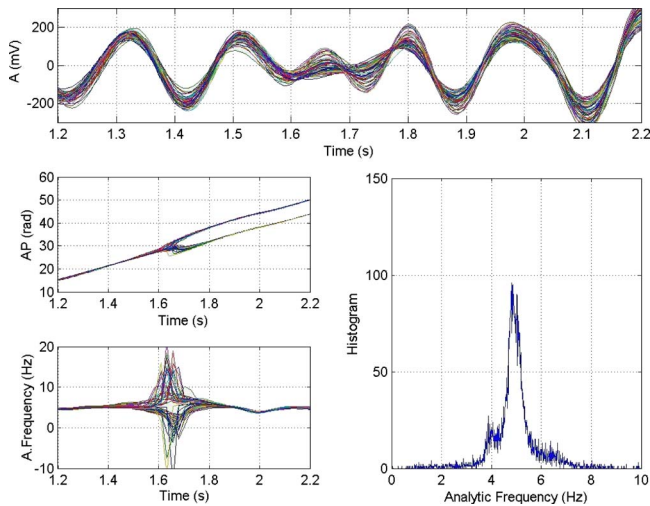 A (mV)
200
0
-200
1.2 1.3 1.4 1.5 1.6 1.7 1.8 1.9 2 2.1 2.2
Time (s)
AP (rad)
60
50
40
30
20
10
1.2 1.4 1.6 1.8 2 2.2
Time (s)
A.Frequency (Hz)
20
10
0
-10
1.2 1.4 1.6 1.8 2 2.2
Time (s)
Histogram
150
100
50
0
0 2 4 6 8 10
Analytic Frequency (Hz)